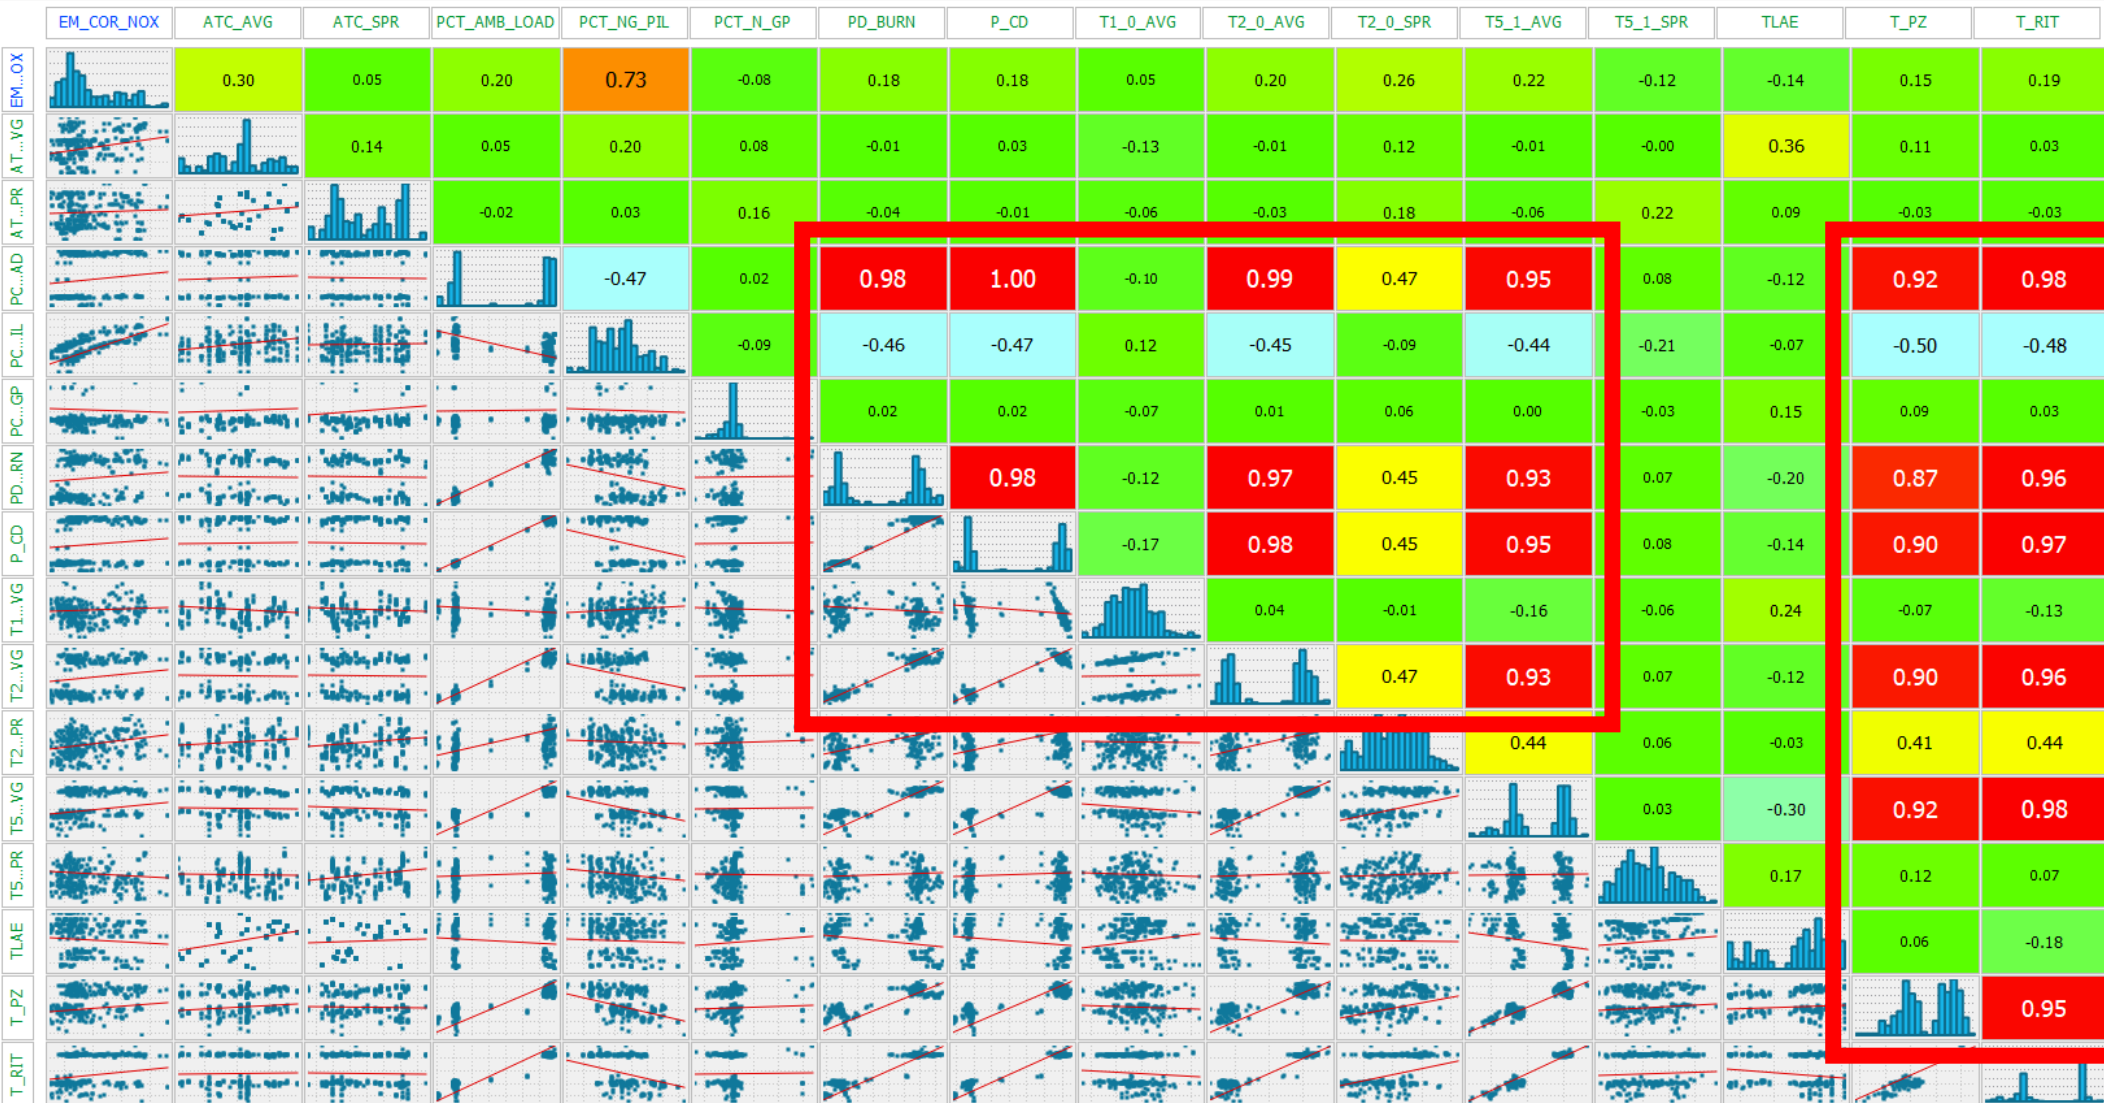 EM_COR_NOX ATC_AVG ATC_SPR PCT_AMB_LOAD PCT_NG_PIL PCT_N_GP PD_BURN P_CD T1_0_AVG T2_0_AVG T2_0_SPR T5_1_AVG T5_1_SPR TLAE T_PZ T_RIT
EM...OX 0.30 0.05 0.20 0.73 -0.08 0.18 0.18 0.05 0.20 0.26 0.22 -0.12 -0.14 0.15 0.19
AT...VG 0.14 0.05 0.20 0.08 -0.01 0.03 -0.13 -0.01 0.12 -0.01 -0.00 0.36 0.11 0.03
AT...PR -0.02 0.03 0.16 -0.04 -0.01 -0.06 -0.03 0.18 -0.06 0.22 0.09 -0.03 -0.03
PC...AD -0.47 0.02 0.98 1.00 -0.10 0.99 0.47 0.95 0.08 -0.12 0.92 0.98
PC...IL -0.09 -0.46 -0.47 0.12 -0.45 -0.09 -0.44 -0.21 -0.07 -0.50 -0.48
PC...GP 0.02 0.02 -0.07 0.01 0.06 0.00 -0.03 0.15 0.09 0.03
PD...RN 0.98 -0.12 0.97 0.45 0.93 0.07 -0.20 0.87 0.96
P_CD -0.17 0.98 0.45 0.95 0.08 -0.14 0.90 0.97
T1...VG 0.04 -0.01 -0.16 -0.06 0.24 -0.07 -0.13
T2...VG 0.47 0.93 0.07 -0.12 0.90 0.96
T2...PR 0.44 0.06 -0.03 0.41 0.44
T5...VG 0.03 -0.30 0.92 0.98
T5...PR 0.17 0.12 0.07
TLAE 0.06 -0.18
T_PZ 0.95
T_RIT